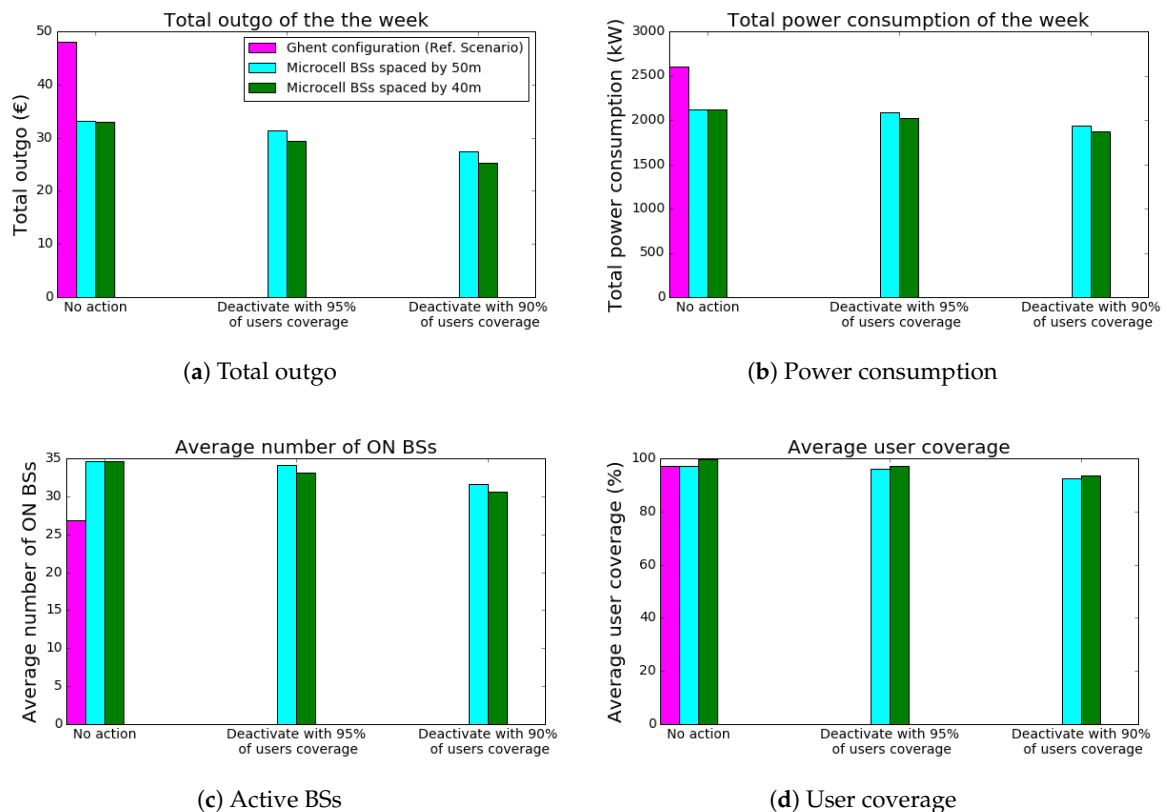 Total outgo of the the week
Total outgo (€)
50
40
30
20
10
0
Ghent configuration (Ref. Scenario)
Microcell BSs spaced by 50m
Microcell BSs spaced by 40m
No action
Deactivate with 95%
of users coverage
Deactivate with 90%
of users coverage
(a) Total outgo
Total power consumption of the week
Total power consumption (kW)
3000
2500
2000
1500
1000
500
0
No action
Deactivate with 95%
of users coverage
Deactivate with 90%
of users coverage
(b) Power consumption
Average number of ON BSs
Average number of ON BSs
35
30
25
20
15
10
5
0
No action
Deactivate with 95%
of users coverage
Deactivate with 90%
of users coverage
(c) Active BSs
Average user coverage
Average user coverage (%)
100
80
60
40
20
0
No action
Deactivate with 95%
of users coverage
Deactivate with 90%
of users coverage
(d) User coverage